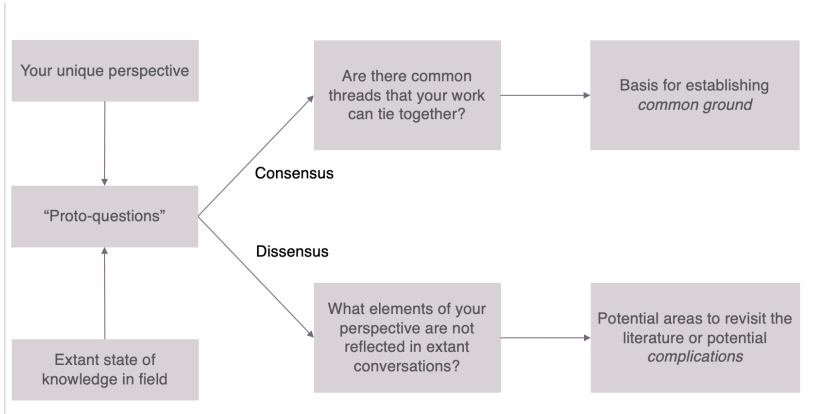 Your unique perspective
Are there common
threads that your work
can tie together?
Basis for establishing
common ground
Consensus
“Proto-questions”
Dissensus
What elements of your
perspective are not
reflected in extant
conversations?
Potential areas to revisit the
literature or potential
complications
Extant state of
knowledge in field